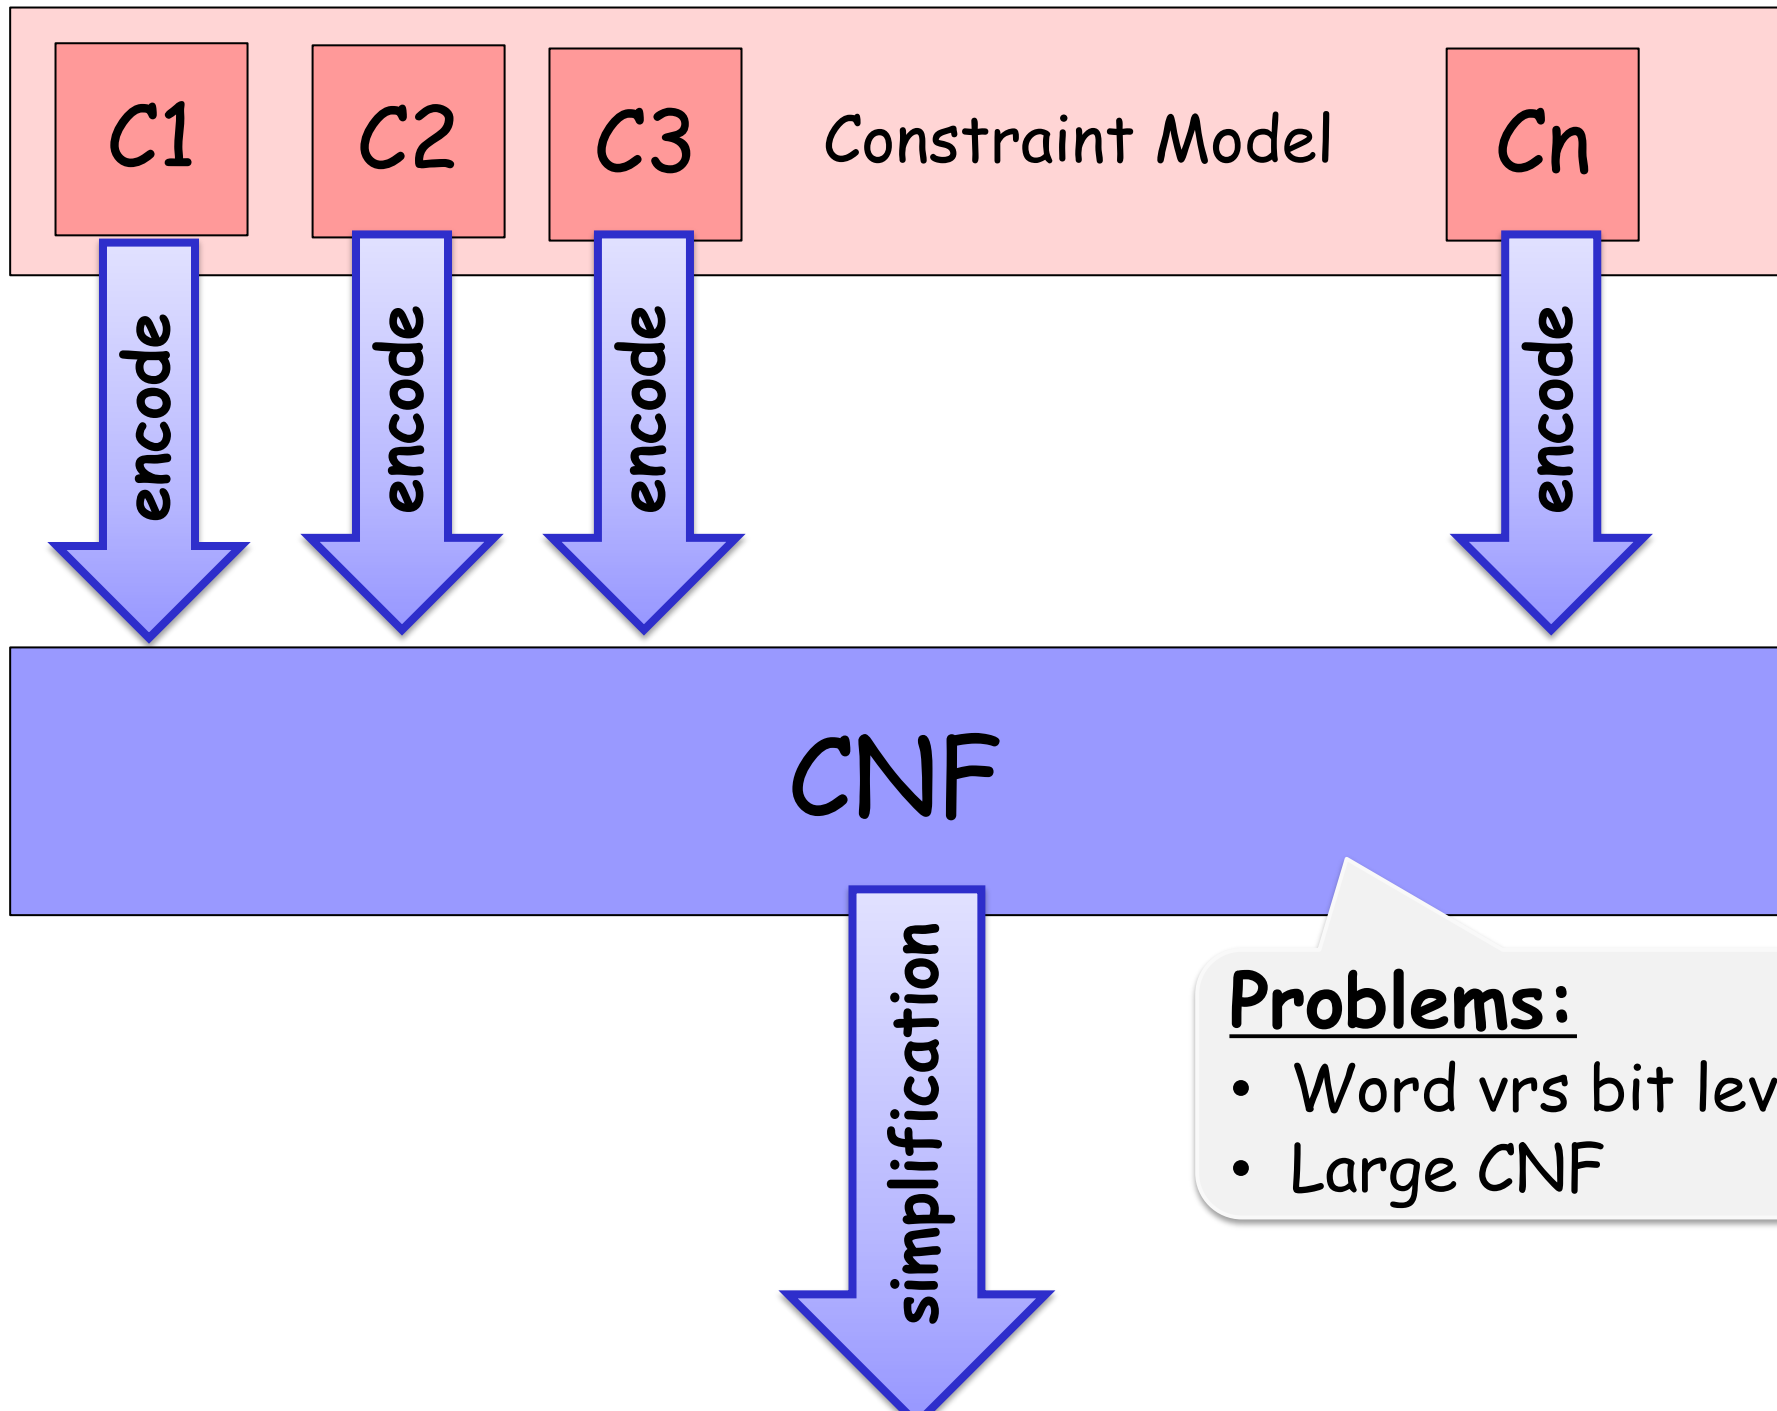 C1
C2
C3
Constraint Model
Cn
encode
encode
encode
encode
CNF
simplification
Problems:
• Word vrs bit lev
• Large CNF